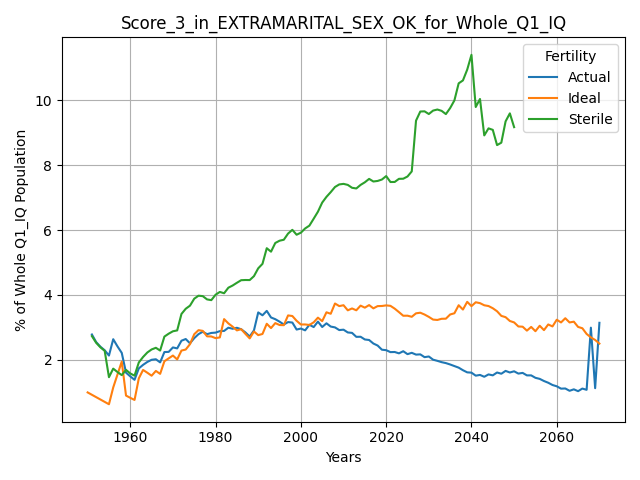 Score_3_in_EXTRAMARITAL_SEX_OK_for_Whole_Q1_IQ
Fertility
Actual
Ideal
Sterile
% of Whole Q1_IQ Population
10
8
6
4
2
1960
1980
2000
2020
2040
2060
Years